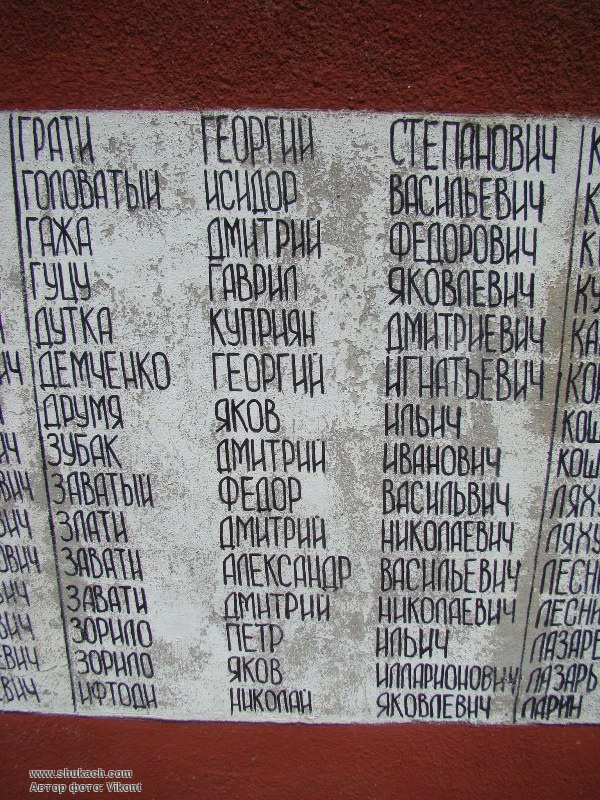 ГРАТИ ГЕОРГИЙ СТЕПАНОВИЧ
ГОЛОВАТЫЙ ИСИДОР ВАСИЛЬЕВИЧ
ГАЖА ДМИТРИЙ ФЕДОРОВИЧ
ГУЦУ ГАВРИЛ ЯКОВЛЕВИЧ
ДУТКА КУПРИЯН ДМИТРИЕВИЧ
ДЕМЧЕНКО ГЕОРГИЙ ИГНАТЬЕВИЧ
ДРУМЯ ЯКОВ ИЛЬИЧ
ЗУБАК ДМИТРИЙ ИВАНОВИЧ
ЗАВАТЫЙ ФЕДОР ВАСИЛЬВИЧ
ЗЛАТИ ДМИТРИЙ НИКОЛАЕВИЧ
ЗАВАТИ АЛЕКСАНДР ВАСИЛЬЕВИЧ
ЗАВАТИ ДМИТРИЙ НИКОЛАЕВИЧ
ЗОРИЛО ПЕТР ИЛЬИЧ
ЗОРИЛО ЯКОВ ИЛЛАРИОНОВИЧ
ИФТОДИ НИКОЛАЙ ЯКОВЛЕВИЧ ЛАРИН
www.shukach.com
Автор фото: Vikont